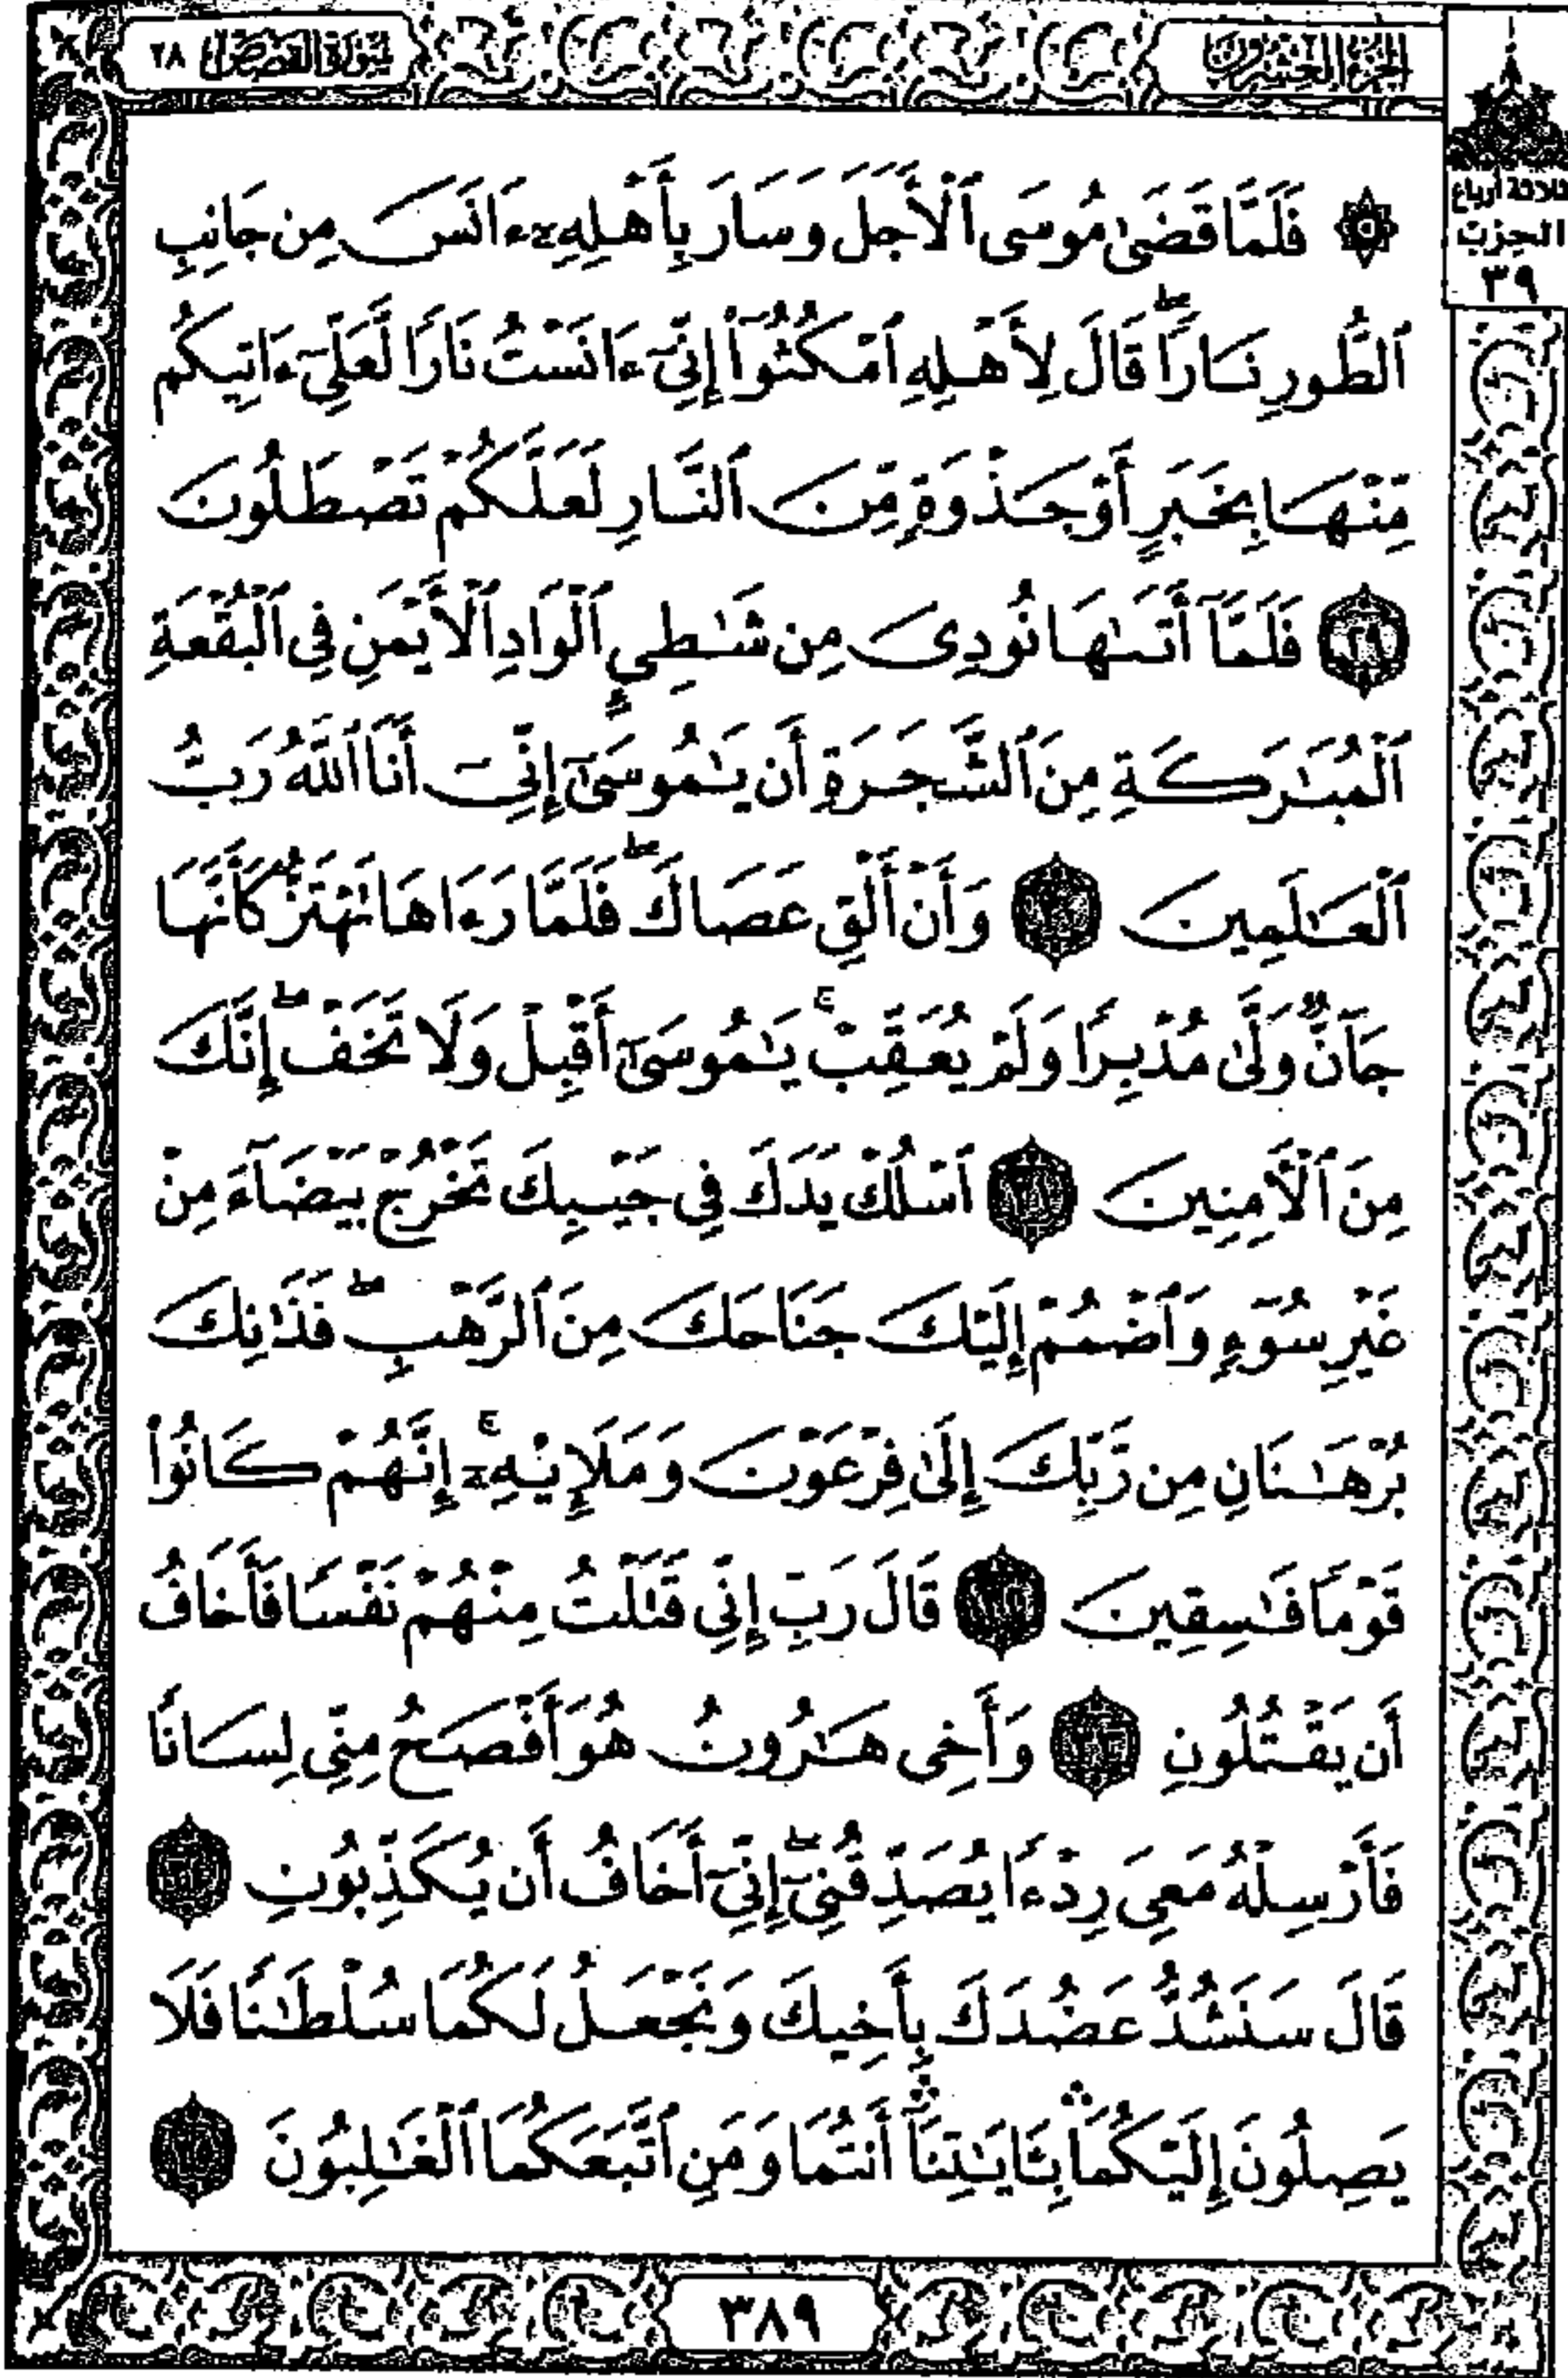 سورة القصص ٢٨
الجزء العشرون
ثلاثة أرباع
الحزب
٣٩
۞ فَلَمَّا قَضَىٰ مُوسَى ٱلْأَجَلَ وَسَارَ بِأَهْلِهِۦٓ ءَانَسَ مِن جَانِبِ
ٱلطُّورِ نَارًاۖ قَالَ لِأَهْلِهِ ٱمْكُثُوٓا۟ إِنِّىٓ ءَانَسْتُ نَارًا لَّعَلِّىٓ ءَاتِيكُم
مِّنْهَا بِخَبَرٍ أَوْ جَذْوَةٍ مِّنَ ٱلنَّارِ لَعَلَّكُمْ تَصْطَلُونَ
٢٩ فَلَمَّآ أَتَىٰهَا نُودِىَ مِن شَـٰطِئِ ٱلْوَادِ ٱلْأَيْمَنِ فِى ٱلْبُقْعَةِ
ٱلْمُبَـٰرَكَةِ مِنَ ٱلشَّجَرَةِ أَن يَـٰمُوسَىٰٓ إِنِّىٓ أَنَا ٱللَّهُ رَبُّ
ٱلْعَـٰلَمِينَ ٣٠ وَأَنْ أَلْقِ عَصَاكَۖ فَلَمَّا رَءَاهَا تَهْتَزُّ كَأَنَّهَا
جَآنٌّ وَلَّىٰ مُدْبِرًا وَلَمْ يُعَقِّبْۚ يَـٰمُوسَىٰٓ أَقْبِلْ وَلَا تَخَفْۖ إِنَّكَ
مِنَ ٱلْـَٔامِنِينَ ٣١ ٱسْلُكْ يَدَكَ فِى جَيْبِكَ تَخْرُجْ بَيْضَآءَ مِنْ
غَيْرِ سُوٓءٍ وَٱضْمُمْ إِلَيْكَ جَنَاحَكَ مِنَ ٱلرَّهْبِۖ فَذَٰنِكَ
بُرْهَـٰنَانِ مِن رَّبِّكَ إِلَىٰ فِرْعَوْنَ وَمَلَإِي۟هِۦٓۚ إِنَّهُمْ كَانُوا۟
قَوْمًا فَـٰسِقِينَ ٣٢ قَالَ رَبِّ إِنِّى قَتَلْتُ مِنْهُمْ نَفْسًا فَأَخَافُ
أَن يَقْتُلُونِ ٣٣ وَأَخِى هَـٰرُونُ هُوَ أَفْصَحُ مِنِّى لِسَانًا
فَأَرْسِلْهُ مَعِىَ رِدْءًا يُصَدِّقُنِىٓۖ إِنِّىٓ أَخَافُ أَن يُكَذِّبُونِ ٣٤
قَالَ سَنَشُدُّ عَضُدَكَ بِأَخِيكَ وَنَجْعَلُ لَكُمَا سُلْطَـٰنًا فَلَا
يَصِلُونَ إِلَيْكُمَاۛ بِـَٔايَـٰتِنَآۛ أَنتُمَا وَمَنِ ٱتَّبَعَكُمَا ٱلْغَـٰلِبُونَ ٣٥
٣٨٩